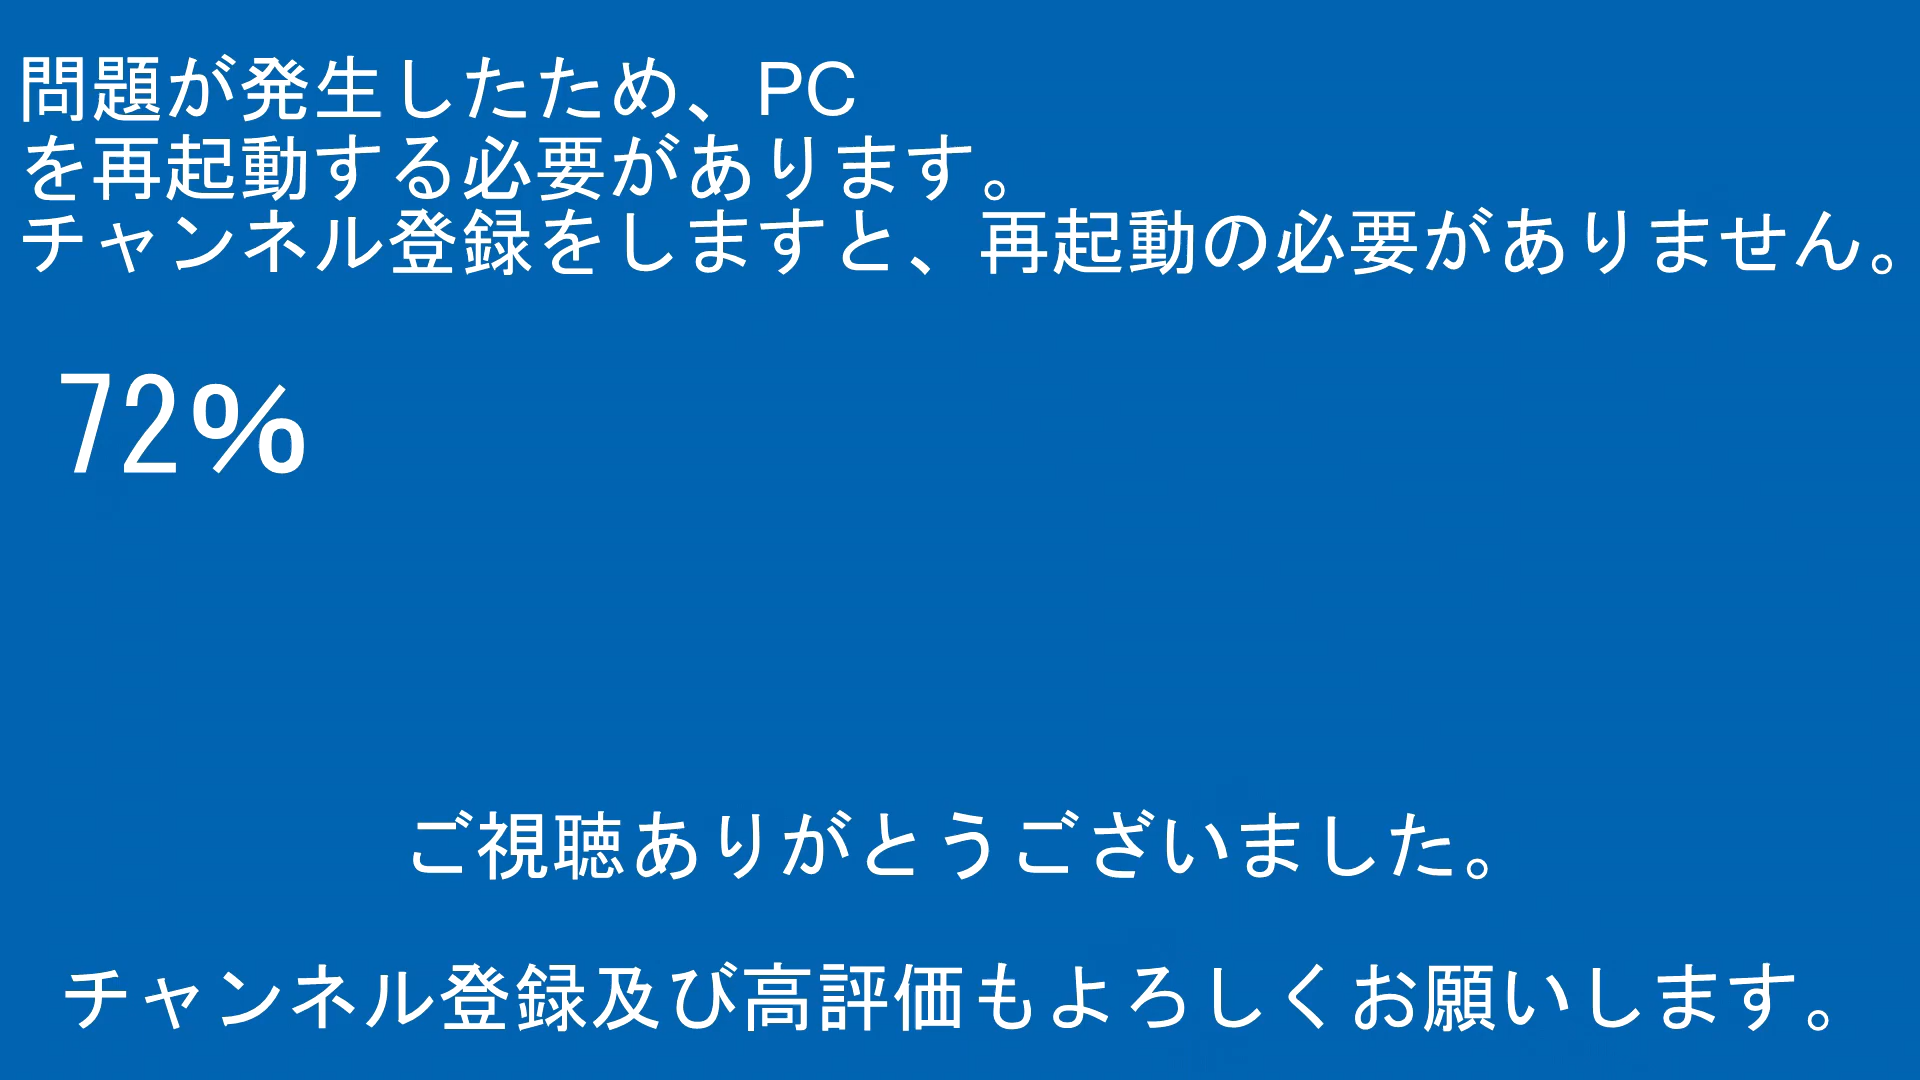 問題が発生したため、PC
を再起動する必要があります。
チャンネル登録をしますと、再起動の必要がありません。
72%
ご視聴ありがとうございました。
チャンネル登録及び高評価もよろしくお願いします。